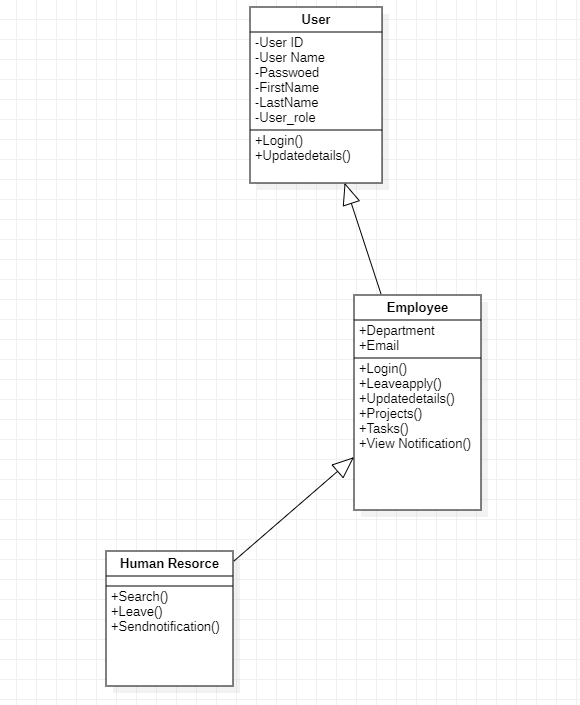 User
-User ID
-User Name
-Passwoed
-FirstName
-LastName
-User_role
+Login()
+Updatedetails()
Employee
+Department
+Email
+Login()
+Leaveapply()
+Updatedetails()
+Projects()
+Tasks()
+View Notification()
Human Resorce
+Search()
+Leave()
+Sendnotification()